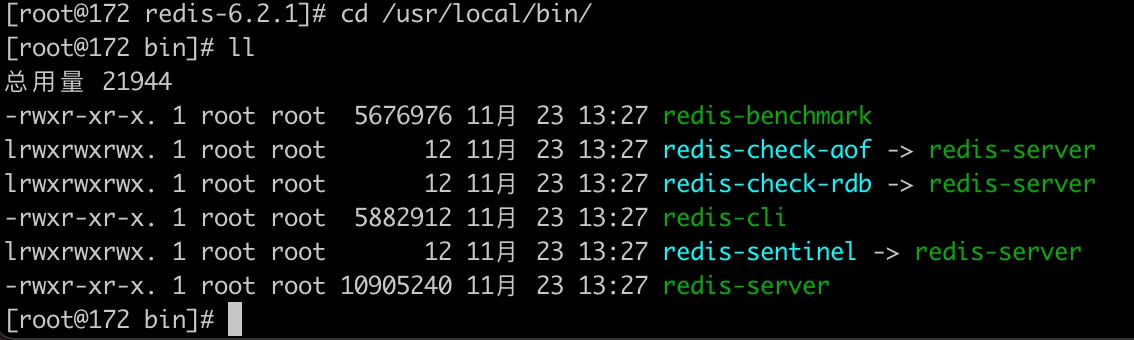 [root@172 redis-6.2.1]# cd /usr/local/bin/
[root@172 bin]# ll
总用量 21944
-rwxr-xr-x. 1 root root  5676976 11月 23 13:27 redis-benchmark
lrwxrwxrwx. 1 root root       12 11月 23 13:27 redis-check-aof -> redis-server
lrwxrwxrwx. 1 root root       12 11月 23 13:27 redis-check-rdb -> redis-server
-rwxr-xr-x. 1 root root  5882912 11月 23 13:27 redis-cli
lrwxrwxrwx. 1 root root       12 11月 23 13:27 redis-sentinel -> redis-server
-rwxr-xr-x. 1 root root 10905240 11月 23 13:27 redis-server
[root@172 bin]#